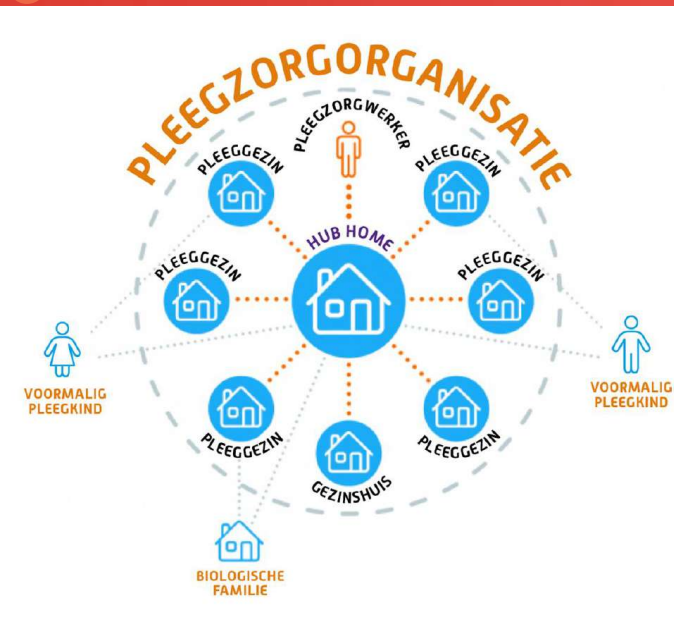 PLEEGZORGORGANISATIE
PLEEGZORGWERKER
PLEEGGEZIN
PLEEGGEZIN
HUB HOME
PLEEGGEZIN
PLEEGGEZIN
VOORMALIG
PLEEGKIND
VOORMALIG
PLEEGKIND
PLEEGGEZIN
PLEEGGEZIN
GEZINSHUIS
BIOLOGISCHE
FAMILIE